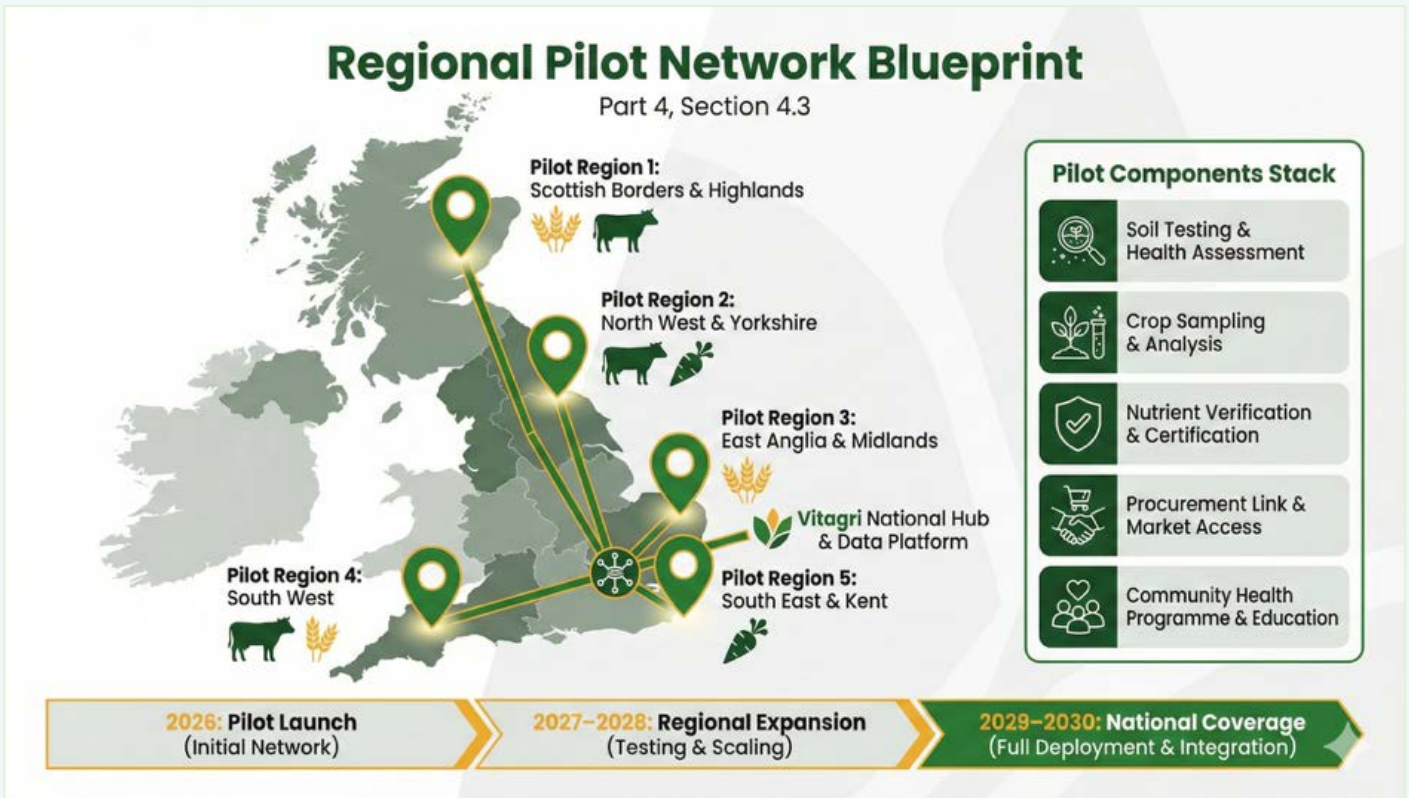 Regional Pilot Network Blueprint
Part 4, Section 4.3
Pilot Region 1:
Scottish Borders & Highlands
Pilot Region 2:
North West & Yorkshire
Pilot Region 3:
East Anglia & Midlands
Vitagri National Hub
& Data Platform
Pilot Region 4:
South West
Pilot Region 5:
South East & Kent
Pilot Components Stack
Soil Testing &
Health Assessment
Crop Sampling
& Analysis
Nutrient Verification
& Certification
Procurement Link &
Market Access
Community Health
Programme & Education
2026: Pilot Launch
(Initial Network)
2027–2028: Regional Expansion
(Testing & Scaling)
2029–2030: National Coverage
(Full Deployment & Integration)